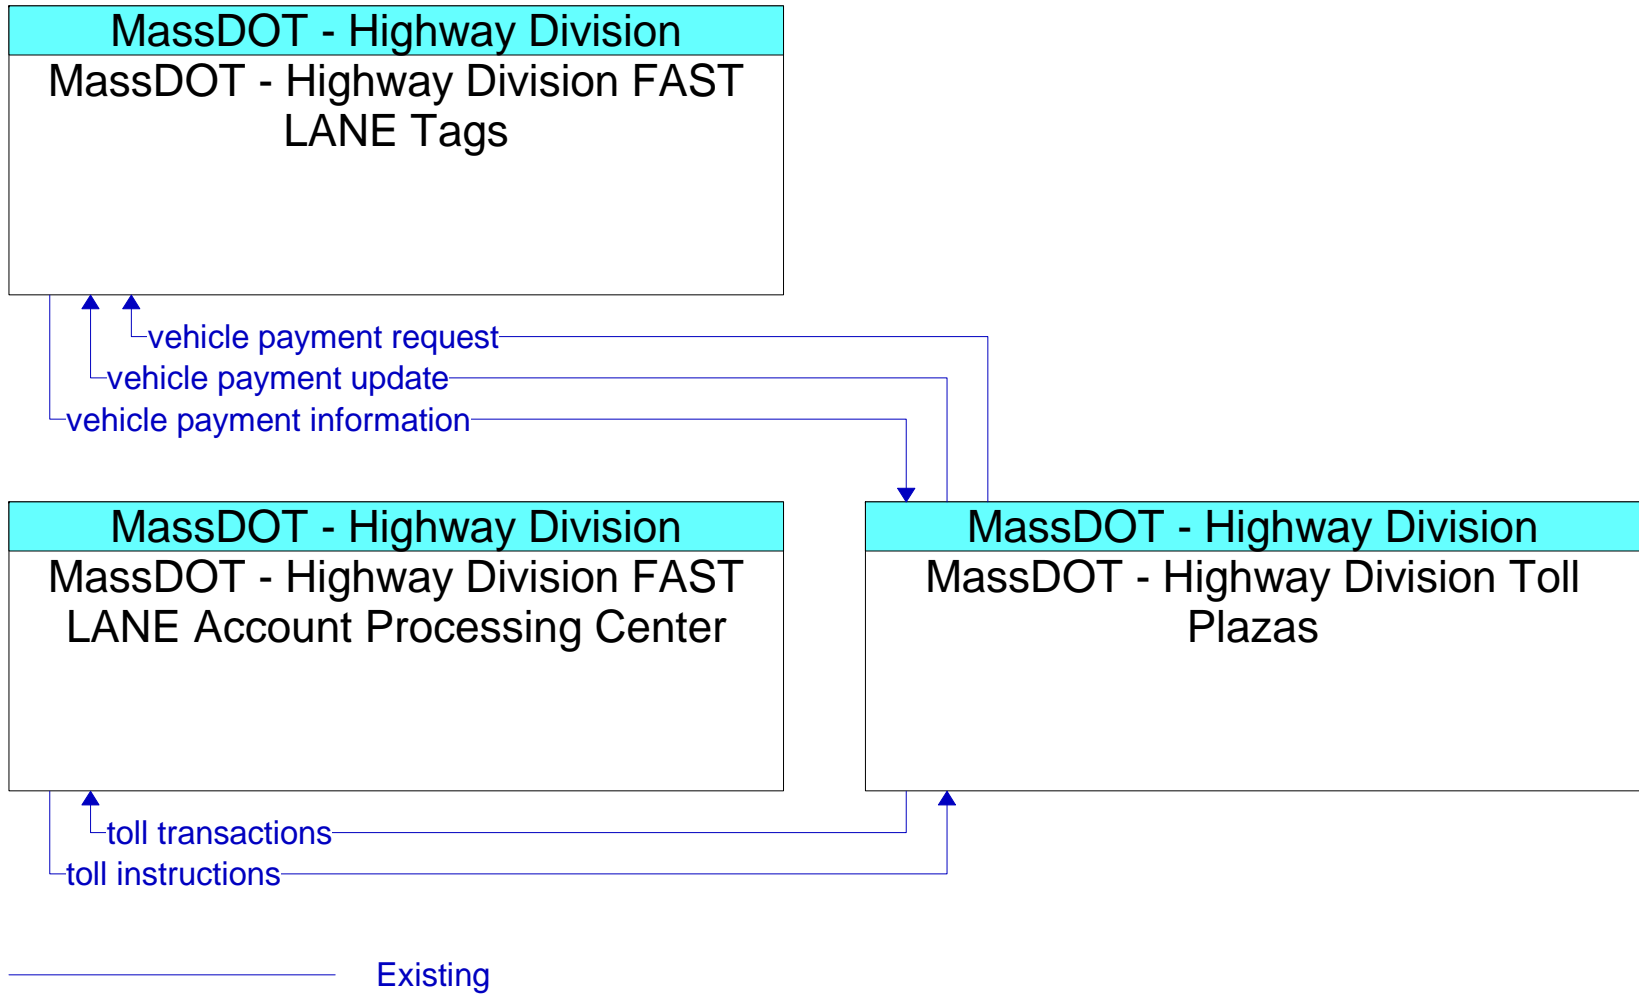 MassDOT - Highway Division
MassDOT - Highway Division FAST
LANE Tags
vehicle payment request
vehicle payment update
vehicle payment information
MassDOT - Highway Division
MassDOT - Highway Division FAST
LANE Account Processing Center
MassDOT - Highway Division
MassDOT - Highway Division Toll
Plazas
toll transactions
toll instructions
Existing